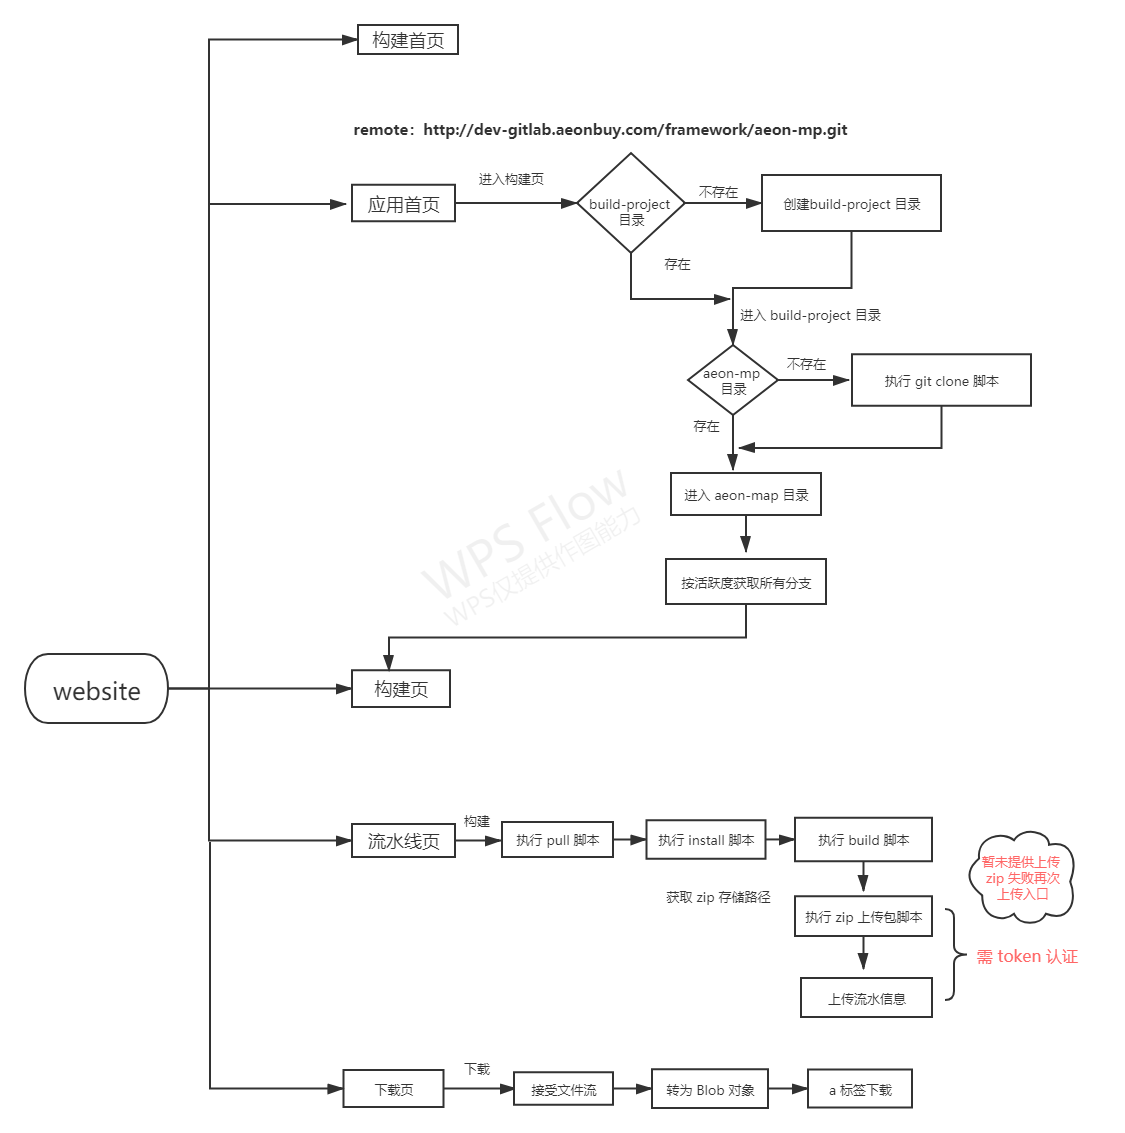 构建首页
remote：http://dev-gitlab.aeonbuy.com/framework/aeon-mp.git
应用首页
进入构建页
build-project
目录
不存在
创建build-project 目录
存在
进入 build-project 目录
aeon-mp
目录
不存在
执行 git clone 脚本
存在
进入 aeon-map 目录
WPS Flow
WPS仅提供作图能力
按活跃度获取所有分支
website
构建页
流水线页
构建
执行 pull 脚本
执行 install 脚本
执行 build 脚本
暂未提供上传
zip 失败再次
上传入口
获取 zip 存储路径
执行 zip 上传包脚本
需 token 认证
上传流水信息
下载页
下载
接受文件流
转为 Blob 对象
a 标签下载